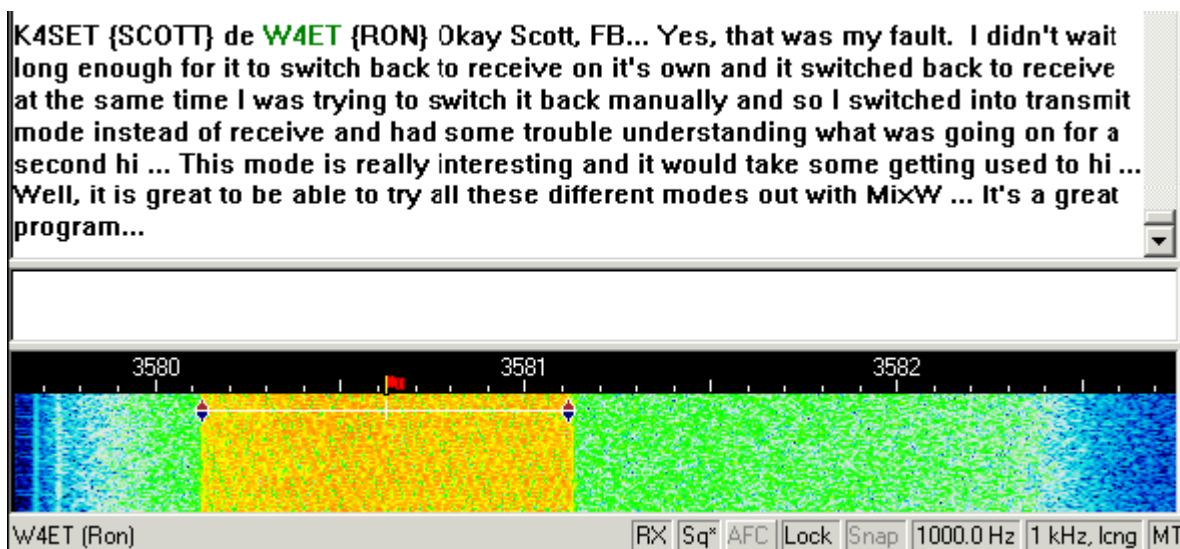 K4SET {SCOTT} de W4ET {RON} Okay Scott, FB... Yes, that was my fault.  I didn't wait
long enough for it to switch back to receive on it's own and it switched back to receive
at the same time I was trying to switch it back manually and so I switched into transmit
mode instead of receive and had some trouble understanding what was going on for a
second hi ... This mode is really interesting and it would take some getting used to hi ...
Well, it is great to be able to try all these different modes out with MixW ... It's a great
program...
3580 3581 3582
W4ET (Ron) RX Sq* AFC Lock Snap 1000.0 Hz 1 kHz, long MT